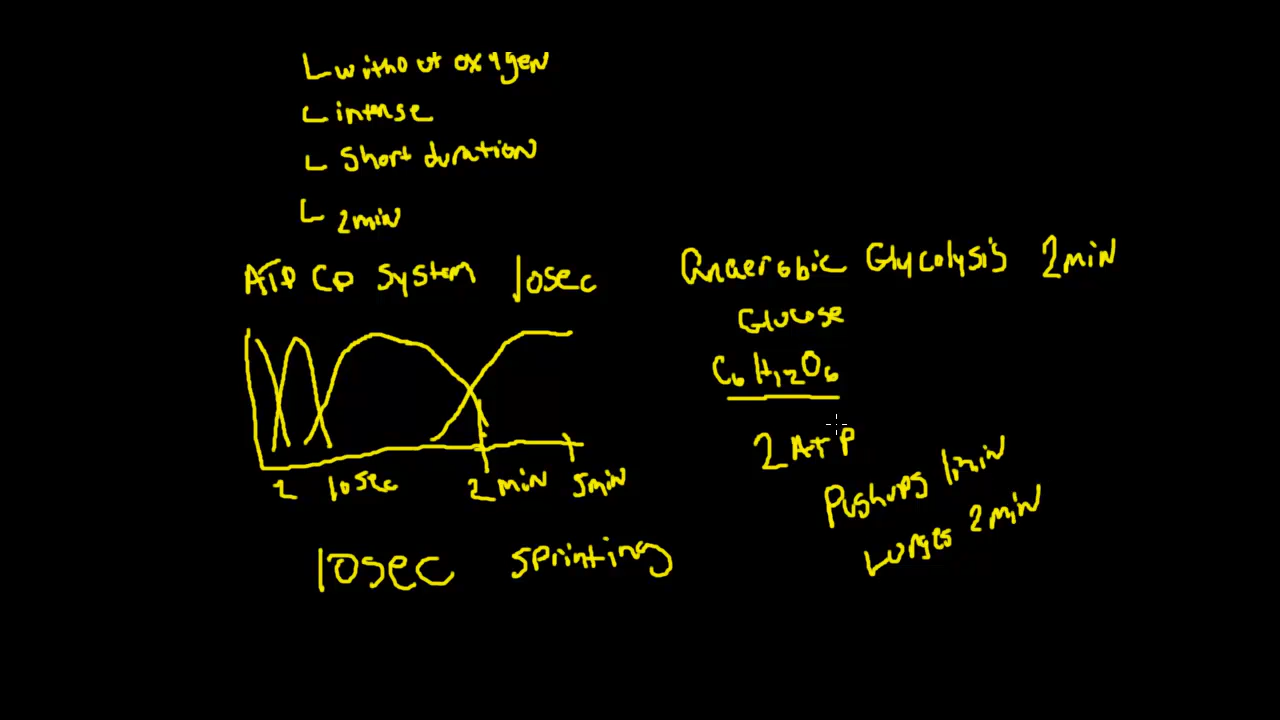 without oxygen
intense
Short duration
2min
ATP CP System 10sec
Anaerobic Glycolysis 2min
Glucose
C6H12O6
2 ATP
Pushups 1min
Lunges 2min
2 10sec 2min 5min
10sec sprinting